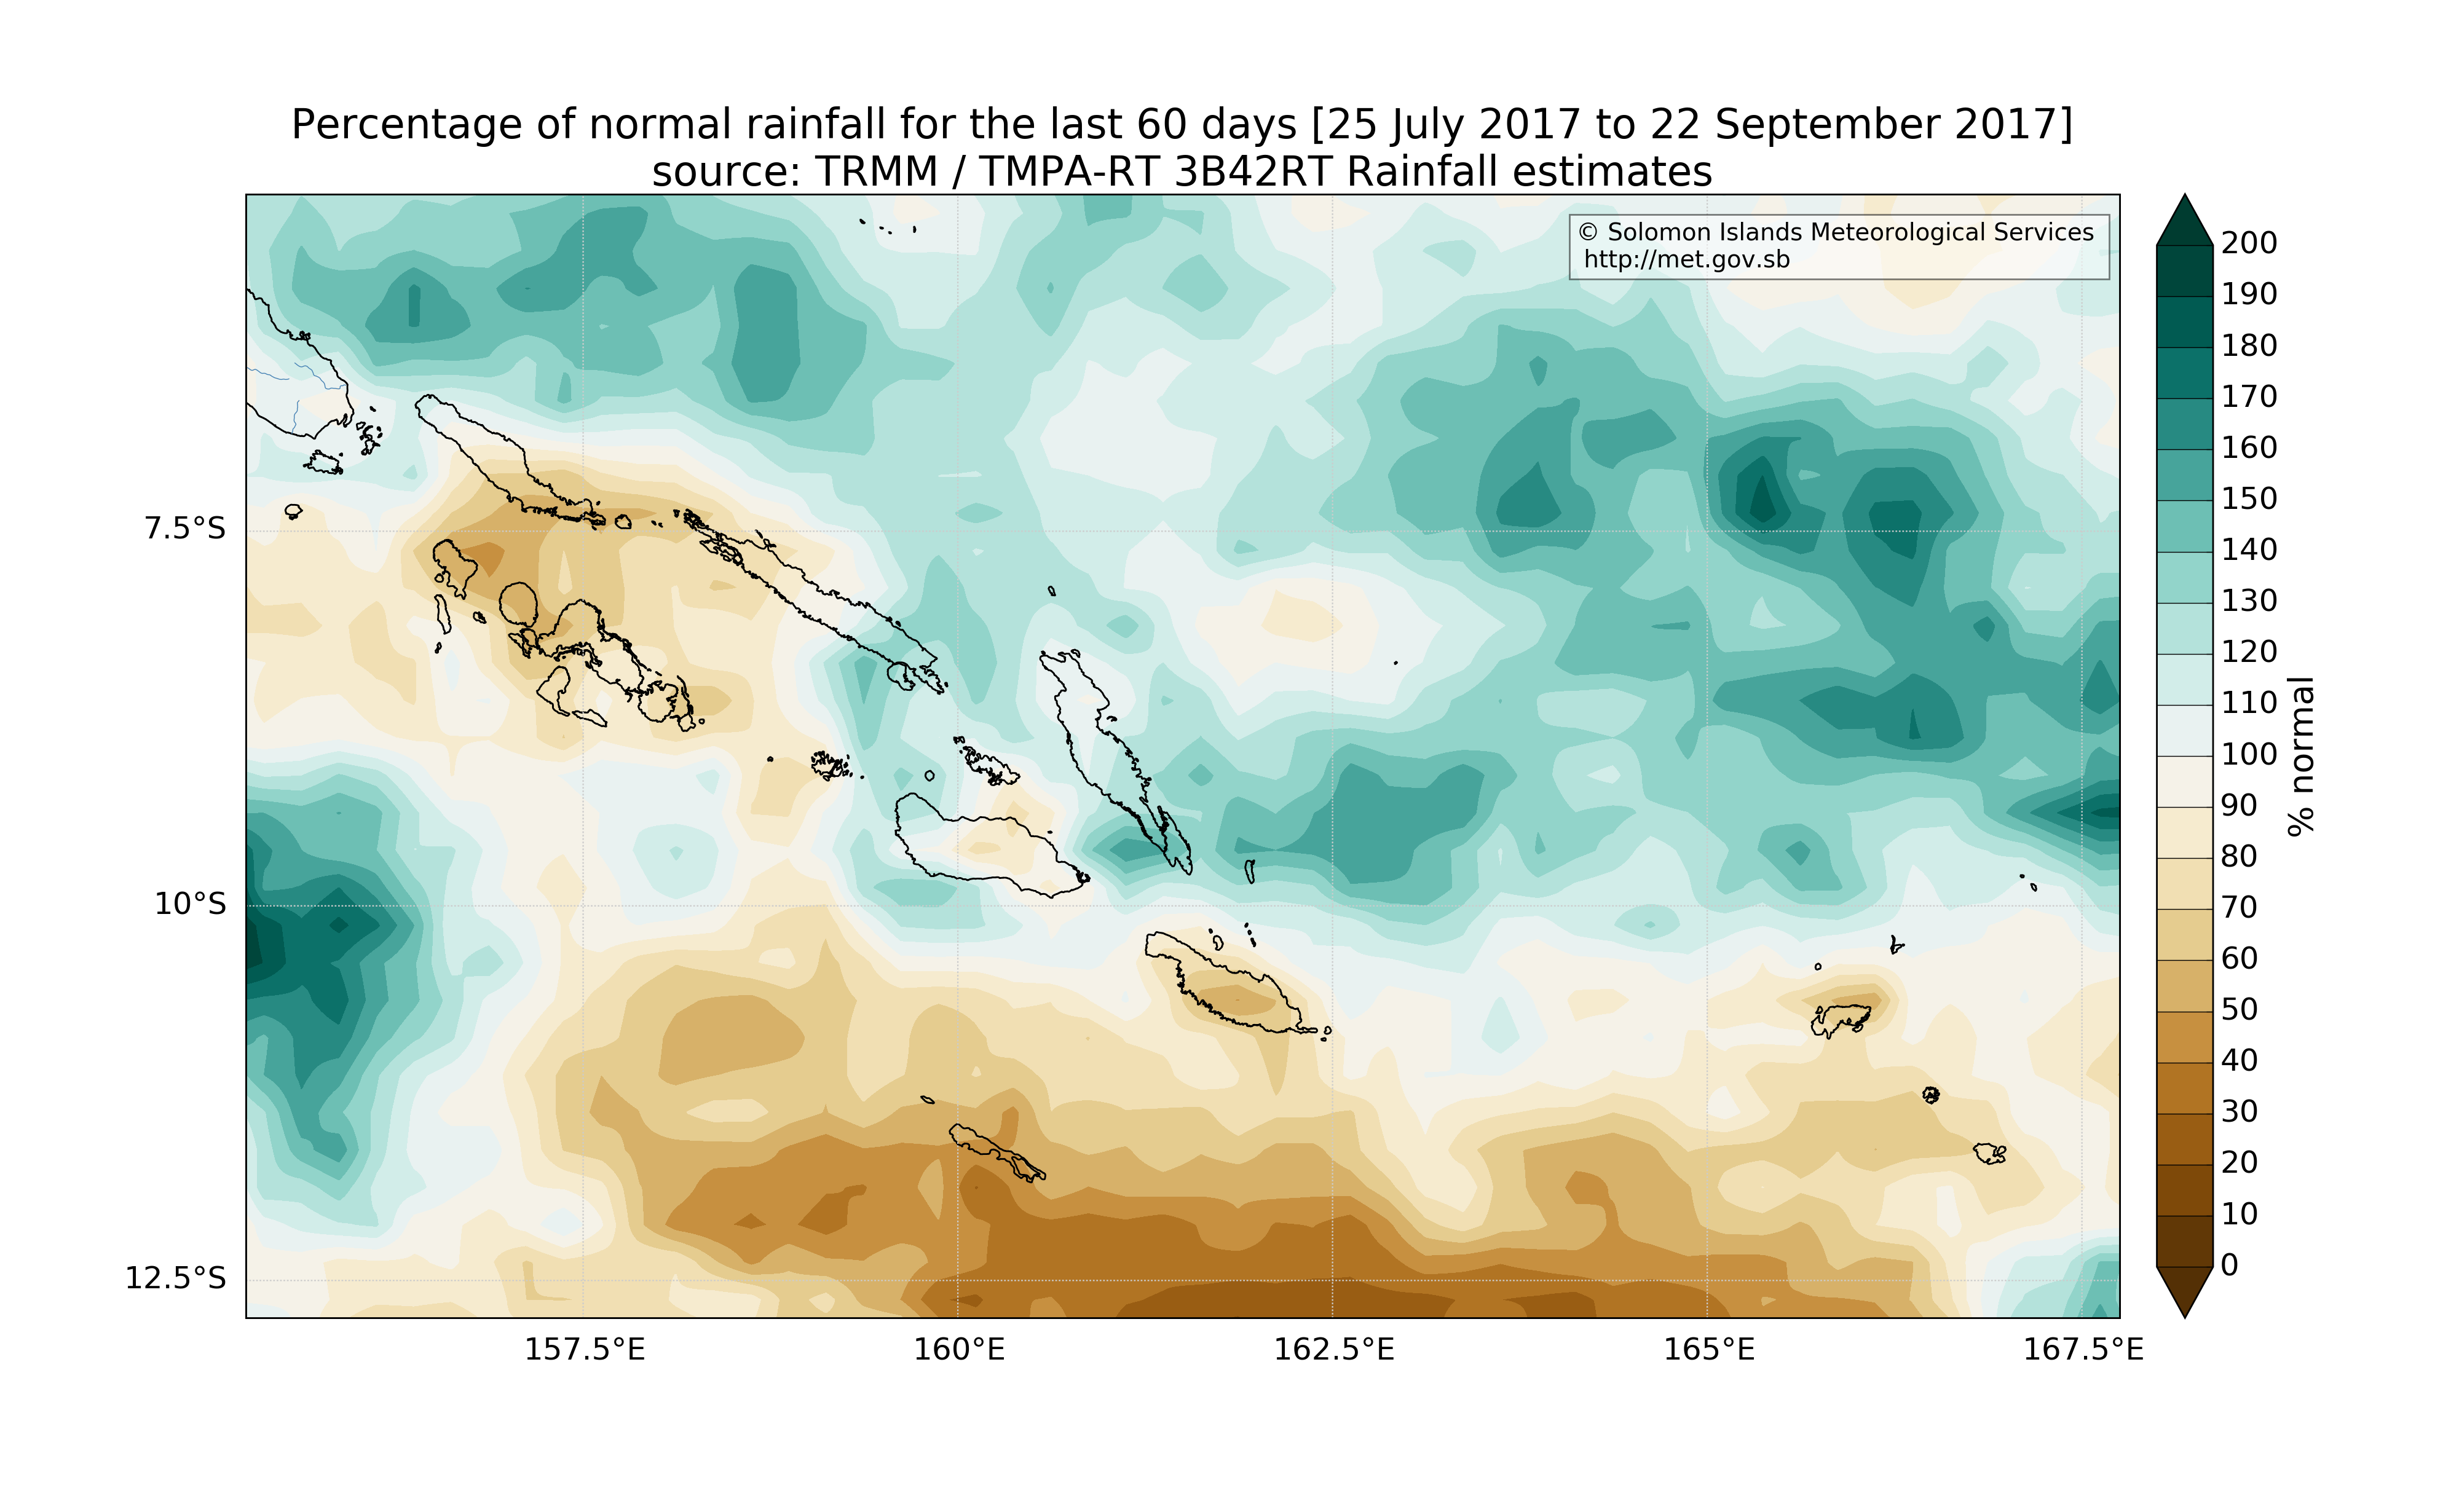 Percentage of normal rainfall for the last 60 days [25 July 2017 to 22 September 2017]
source: TRMM / TMPA-RT 3B42RT Rainfall estimates
© Solomon Islands Meteorological Services
http://met.gov.sb
7.5°S
10°S
12.5°S
157.5°E
160°E
162.5°E
165°E
167.5°E
200
190
180
170
160
150
140
130
120
110
100
90
80
70
60
50
40
30
20
10
0
% normal